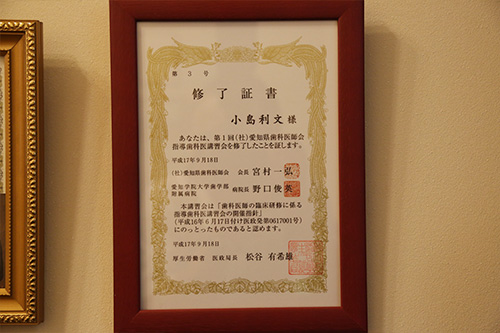 第 3 号
修了証書
小島利文 様
あなたは、第1回(社)愛知県歯科医師会
指導歯科医講習会を修了したことを証します。
平成17年9月18日
(社)愛知県歯科医師会 会長 宮村一弘
愛知学院大学歯学部
附属病院 病院長 野口俊英
本講習会は「歯科医師の臨床研修に係る
指導歯科医講習会の開催指針」
(平成16年6月17日付け医政発第0617001号)
にのっとったものであると認めます。
平成17年9月18日
厚生労働省 医政局長 松谷 有希雄